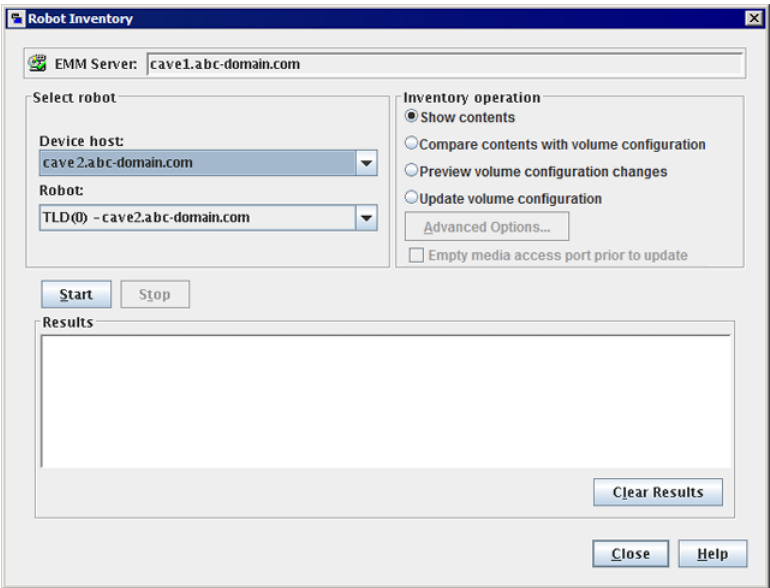 Robot Inventory
EMM Server: cave1.abc-domain.com
Select robot
Device host:
cave2.abc-domain.com
Robot:
TLD(0) - cave2.abc-domain.com
Inventory operation
Show contents
Compare contents with volume configuration
Preview volume configuration changes
Update volume configuration
Advanced Options...
Empty media access port prior to update
Start Stop
Results
Clear Results
Close Help